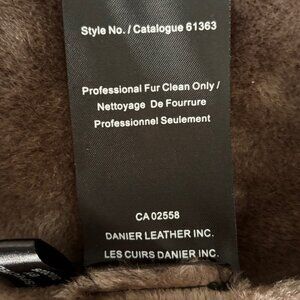 Style No. / Catalogue 61363
Professional Fur Clean Only /
Nettoyage De Fourrure
Professionnel Seulement
CA 02558
DANIER LEATHER INC.
LES CUIRS DANIER INC.